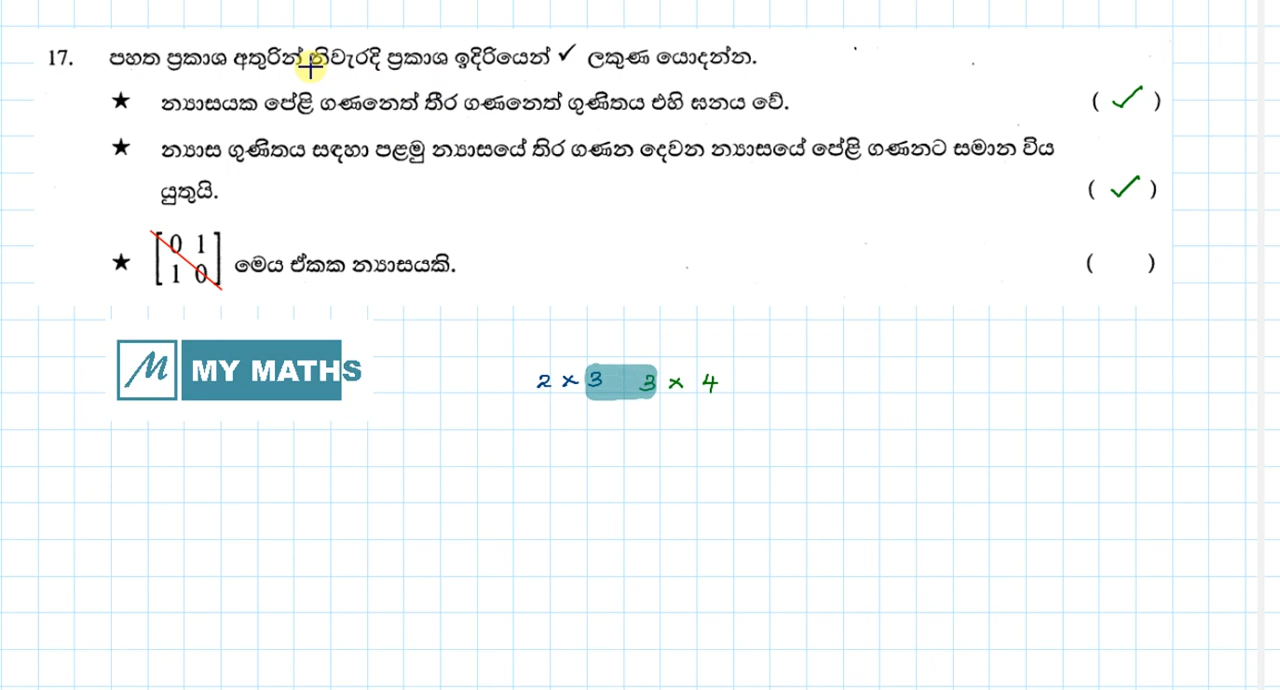 17. පහත ප්‍රකාශ අතුරින් නිවැරදි ප්‍රකාශ ඉදිරියෙන් ✓ ලකුණ යොදන්න.
★ න්‍යාසයක පේළි ගණනෙත් තීර ගණනෙත් ගුණිතය එහි ඝනය වේ. ( ✓ )
★ න්‍යාස ගුණිතය සඳහා පළමු න්‍යාසයේ තිර ගණන දෙවන න්‍යාසයේ පේළි ගණනට සමාන විය
යුතුයි. ( ✓ )
0 1
★ මෙය ඒකක න්‍යාසයකි. ( )
1 0
M MY MATHS
2 × 3 3 × 4